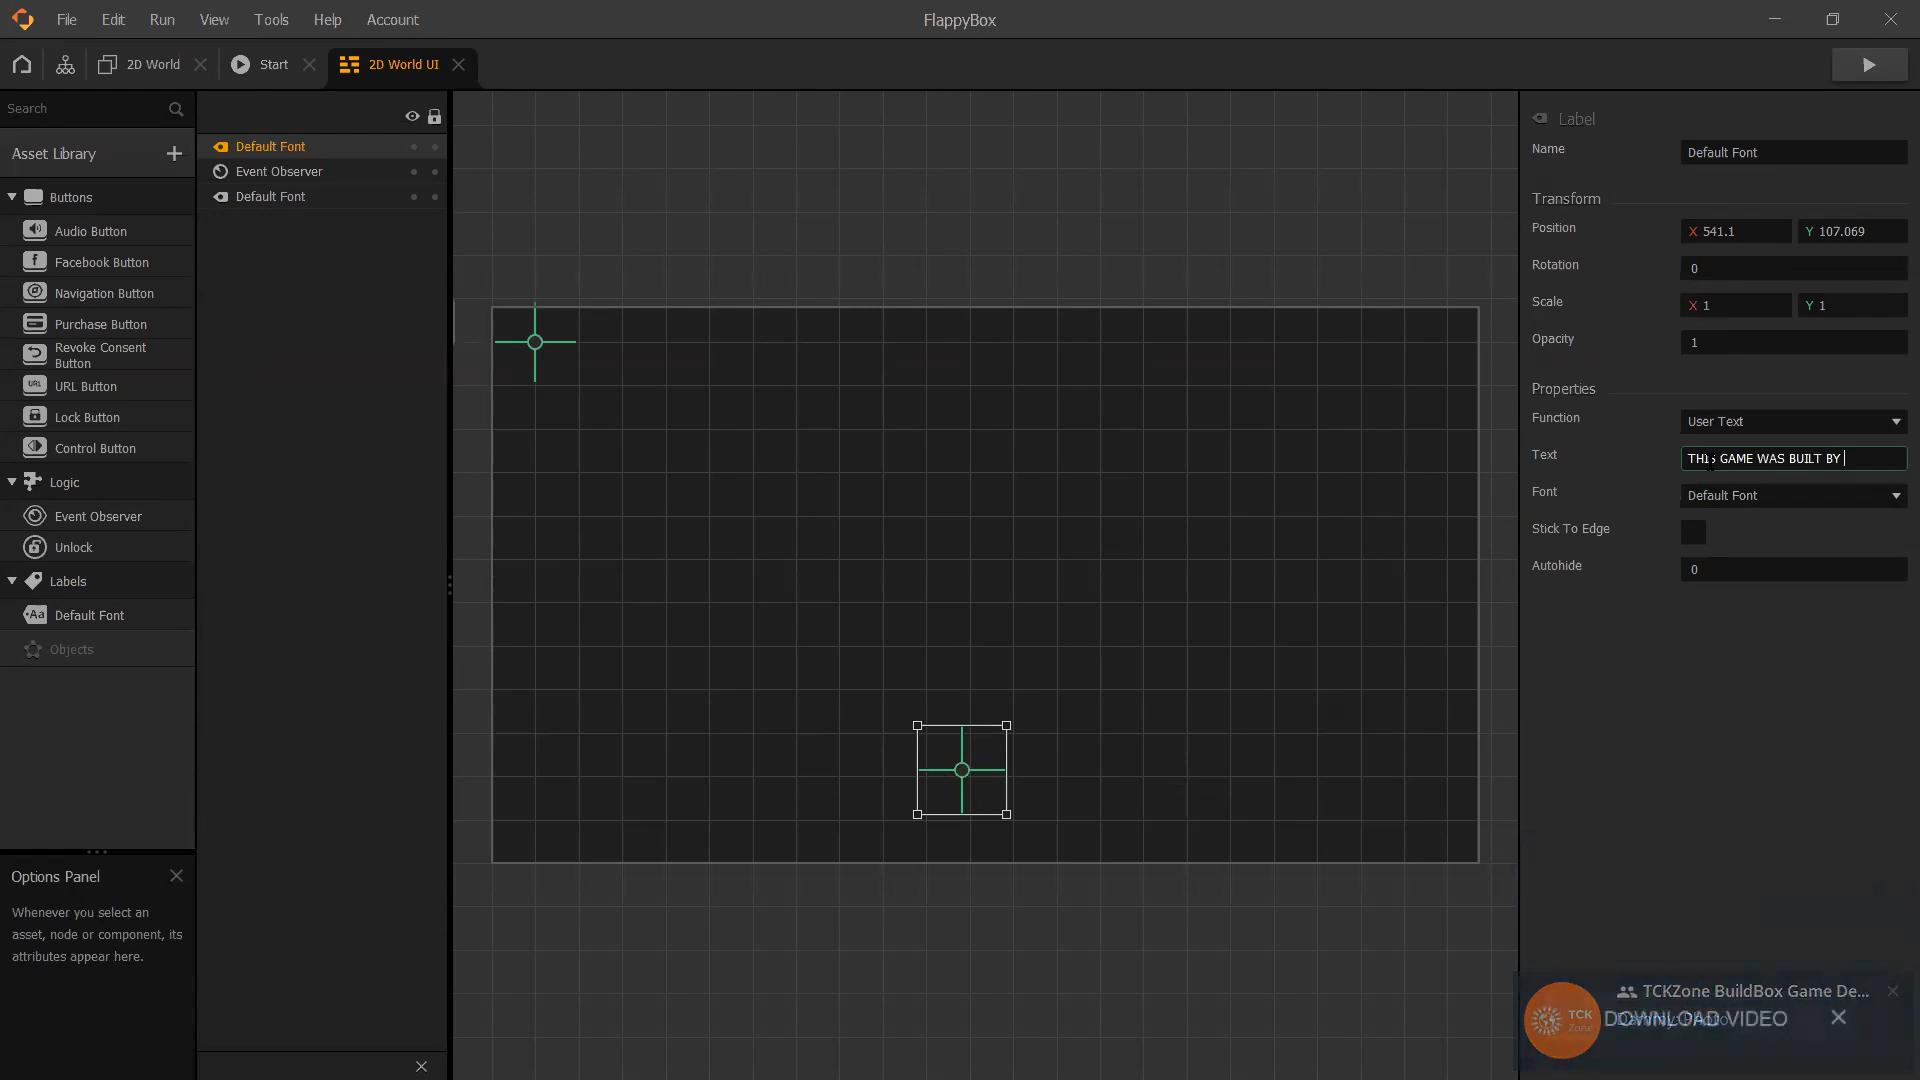 File Edit Run View Tools Help Account FlappyBox
2D World Start 2D World UI
Search
Asset Library
Buttons
Audio Button
Facebook Button
Navigation Button
Purchase Button
Revoke Consent
Button
URL Button
Lock Button
Control Button
Logic
Event Observer
Unlock
Labels
Default Font
Objects
Options Panel
Whenever you select an
asset, node or component, its
attributes appear here.
Default Font
Event Observer
Default Font
Label
Name Default Font
Transform
Position X 541.1 Y 107.069
Rotation 0
Scale X 1 Y 1
Opacity 1
Properties
Function User Text
Text THIS GAME WAS BUILT BY
Font Default Font
Stick To Edge
Autohide 0
TCKZone BuildBox Game De...
TCK Zone
DOWNLOAD VIDEO